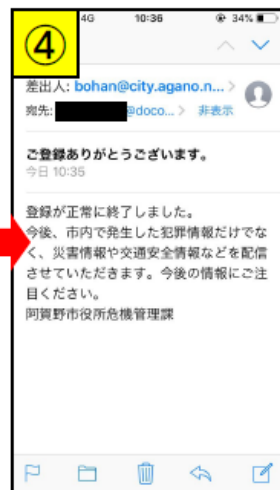 ④
4G 10:36 34%
差出人: bohan@city.agano.n...
宛先: @doco... 非表示
ご登録ありがとうございます。
今日 10:35
登録が正常に終了しました。
今後、市内で発生した犯罪情報だけでな
く、災害情報や交通安全情報などを配信
させていただきます。今後の情報にご注
目ください。
阿賀野市役所危機管理課